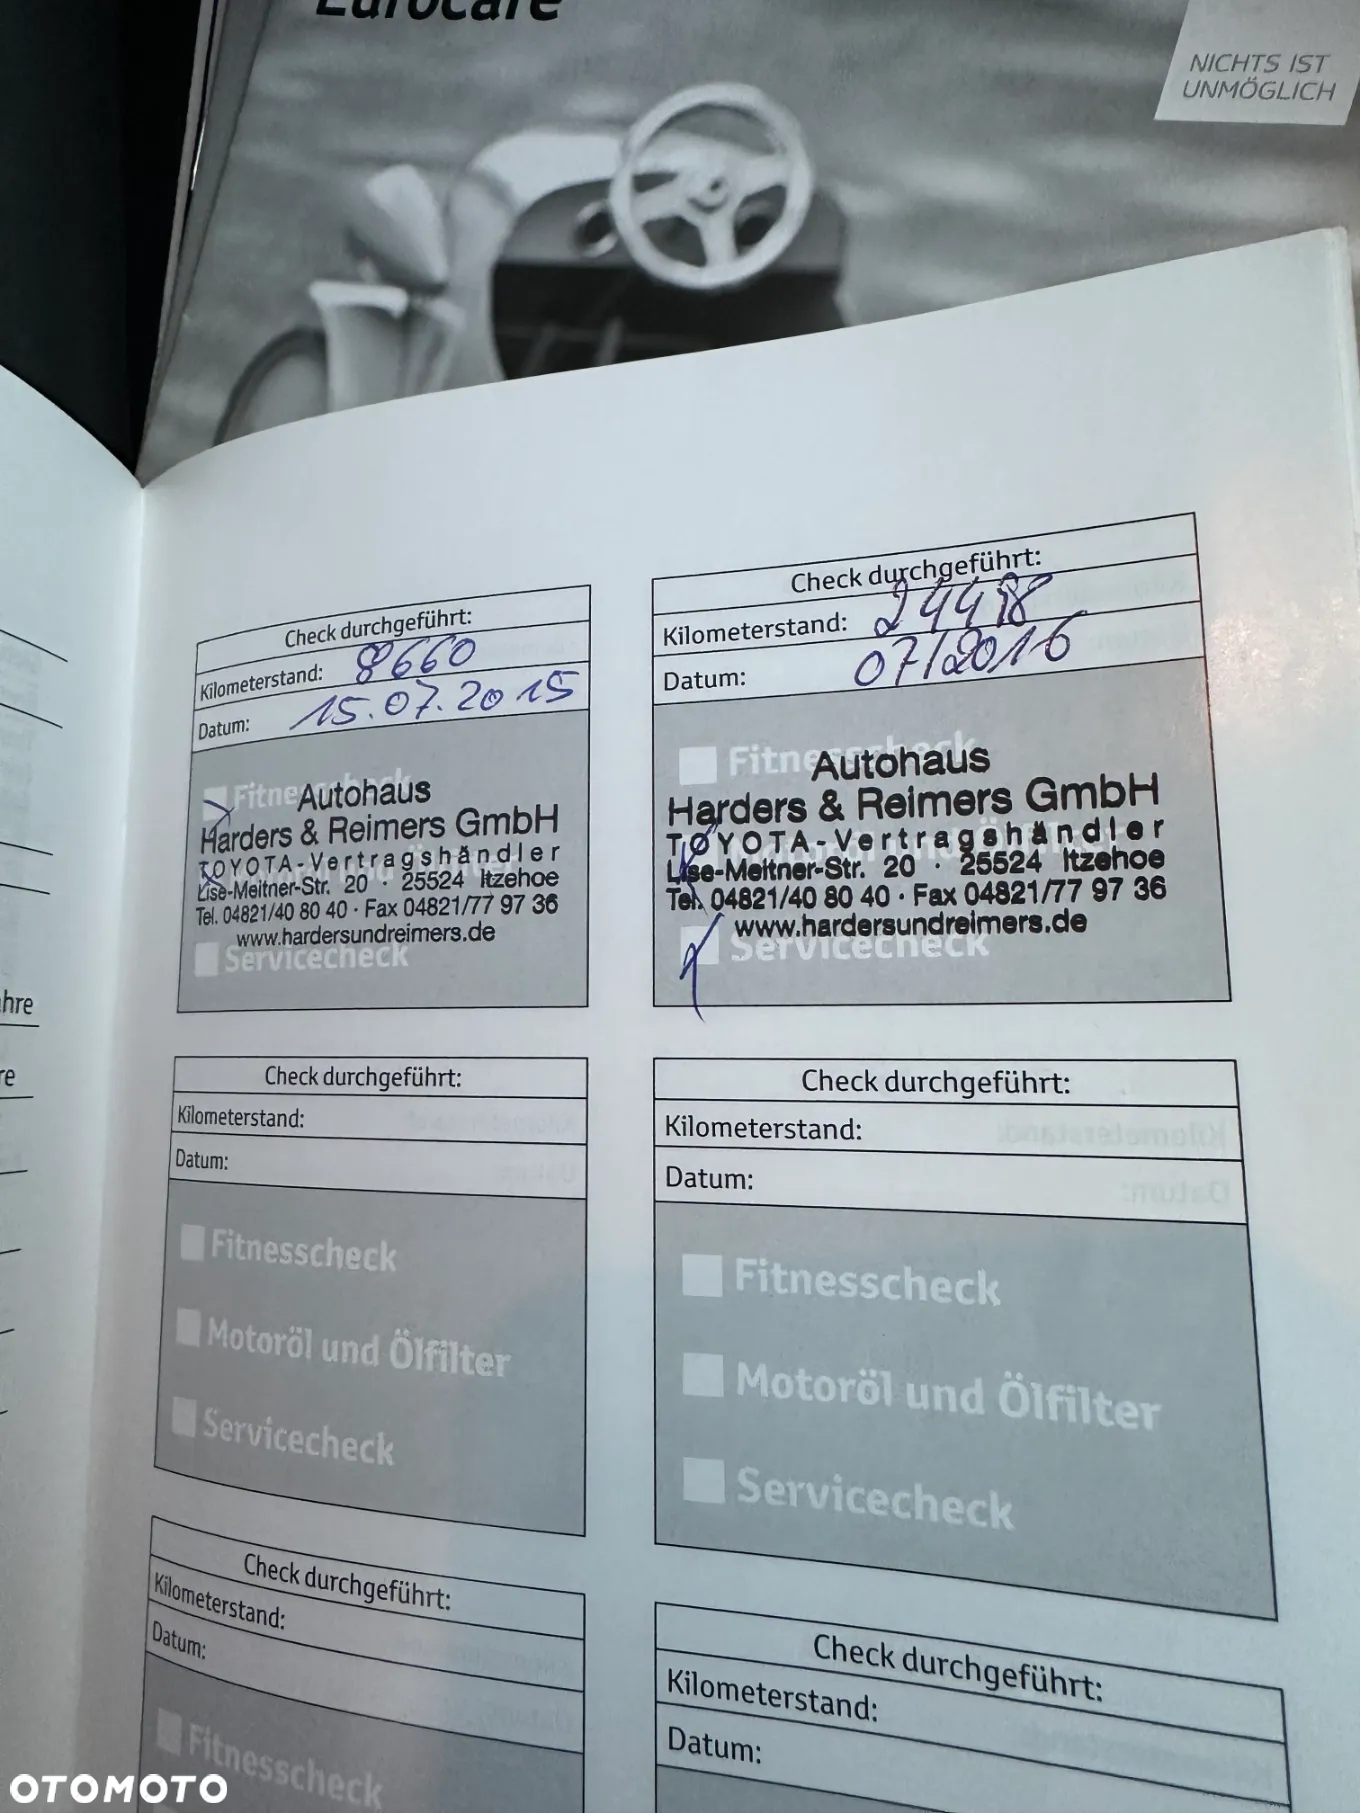 Eurocare
NICHTS IST
UNMÖGLICH
hre
re
Check durchgeführt:
Kilometerstand: 8660
Datum: 15.07.2015
Fitnesscheck
Autohaus
Harders & Reimers GmbH
TOYOTA-Vertragshändler
Lise-Meitner-Str. 20 · 25524 Itzehoe
Tel. 04821/40 80 40 · Fax 04821/77 97 36
www.hardersundreimers.de
Servicecheck
Check durchgeführt:
Kilometerstand: 24418
Datum: 07/2016
Fitnesscheck
Autohaus
Harders & Reimers GmbH
TOYOTA-Vertragshändler
Lise-Meitner-Str. 20 · 25524 Itzehoe
Tel. 04821/40 80 40 · Fax 04821/77 97 36
www.hardersundreimers.de
Servicecheck
Check durchgeführt:
Kilometerstand:
Datum:
Fitnesscheck
Motoröl und Ölfilter
Servicecheck
Check durchgeführt:
Kilometerstand:
Datum:
Fitnesscheck
Motoröl und Ölfilter
Servicecheck
Check durchgeführt:
Kilometerstand:
Datum:
Fitnesscheck
Check durchgeführt:
Kilometerstand:
Datum:
OTOMOTO